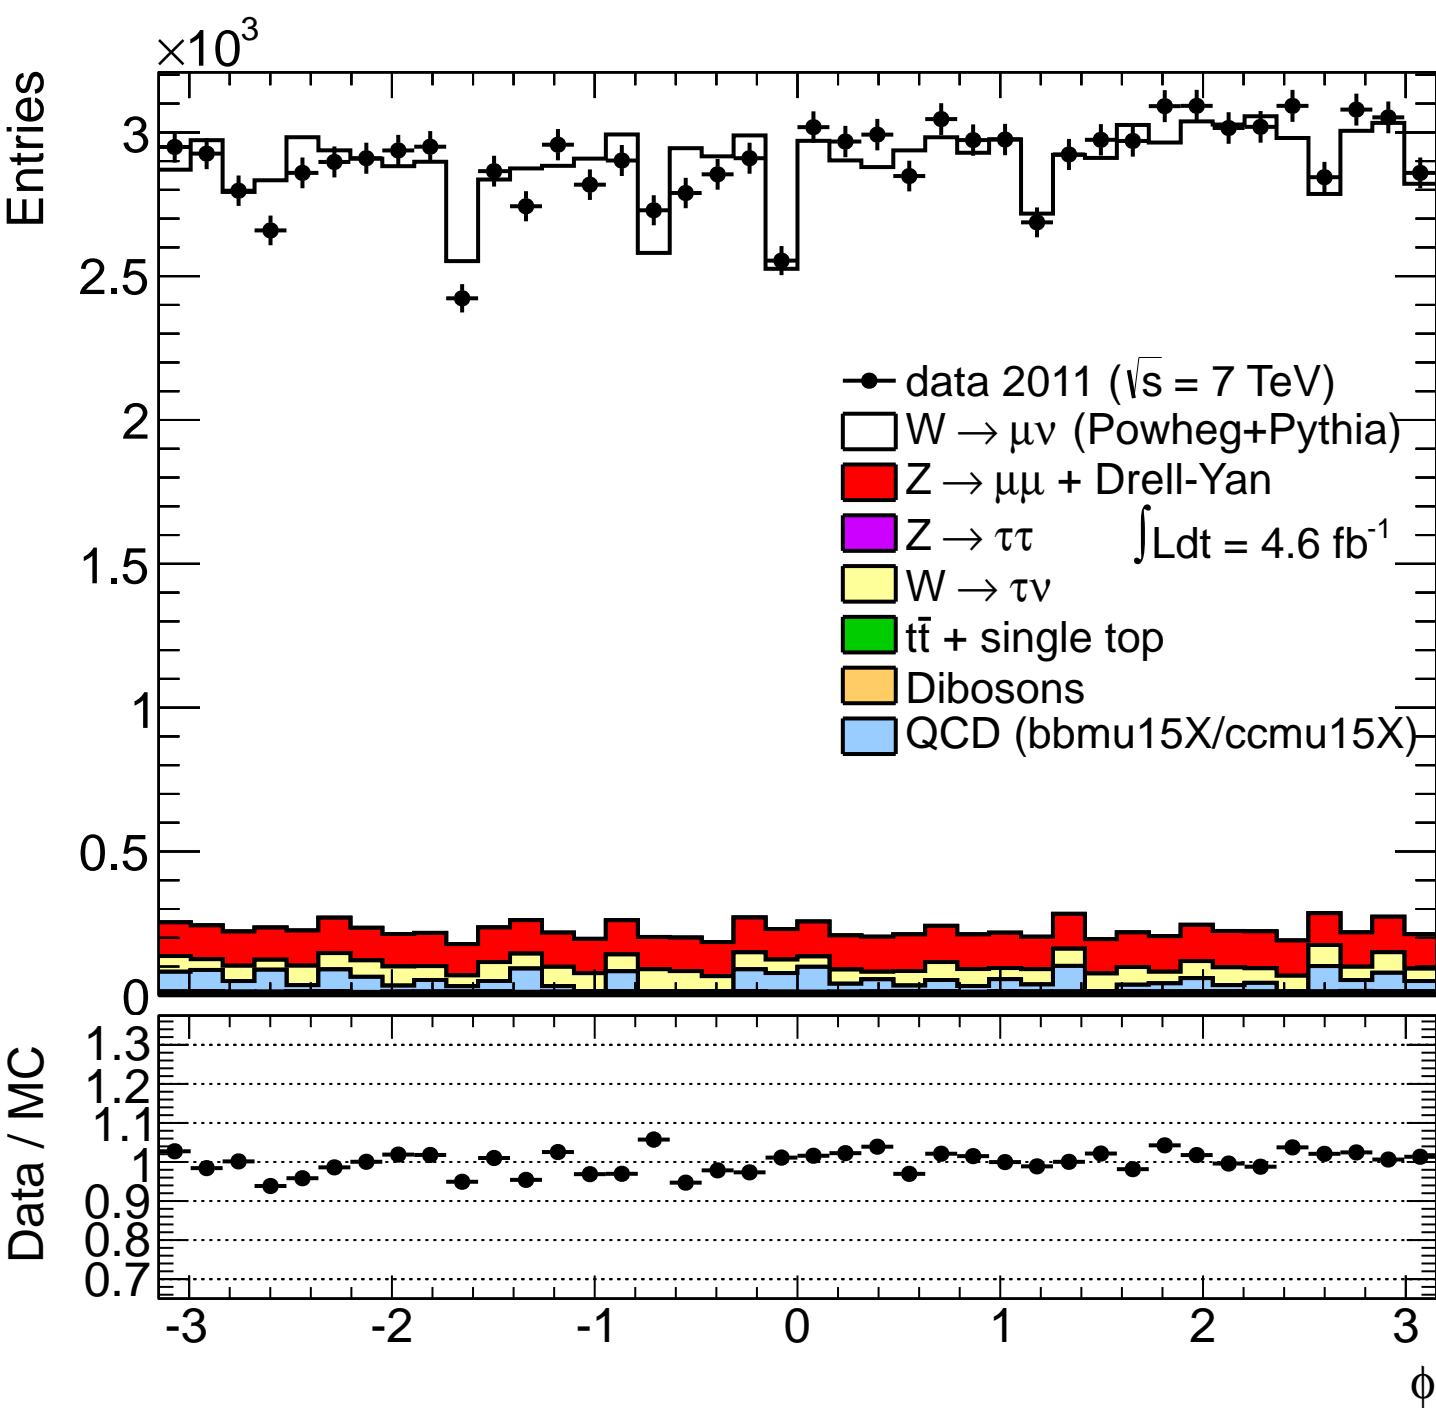 ×10³
Entries
3
2.5
2
1.5
1
0.5
0
data 2011 (√s = 7 TeV)
W → μν (Powheg+Pythia)
Z → μμ + Drell-Yan
Z → ττ
∫Ldt = 4.6 fb⁻¹
W → τν
tt̄ + single top
Dibosons
QCD (bbmu15X/ccmu15X)
Data / MC
1.3
1.2
1.1
1.0
0.9
0.8
0.7
-3 -2 -1 0 1 2 3
ϕ